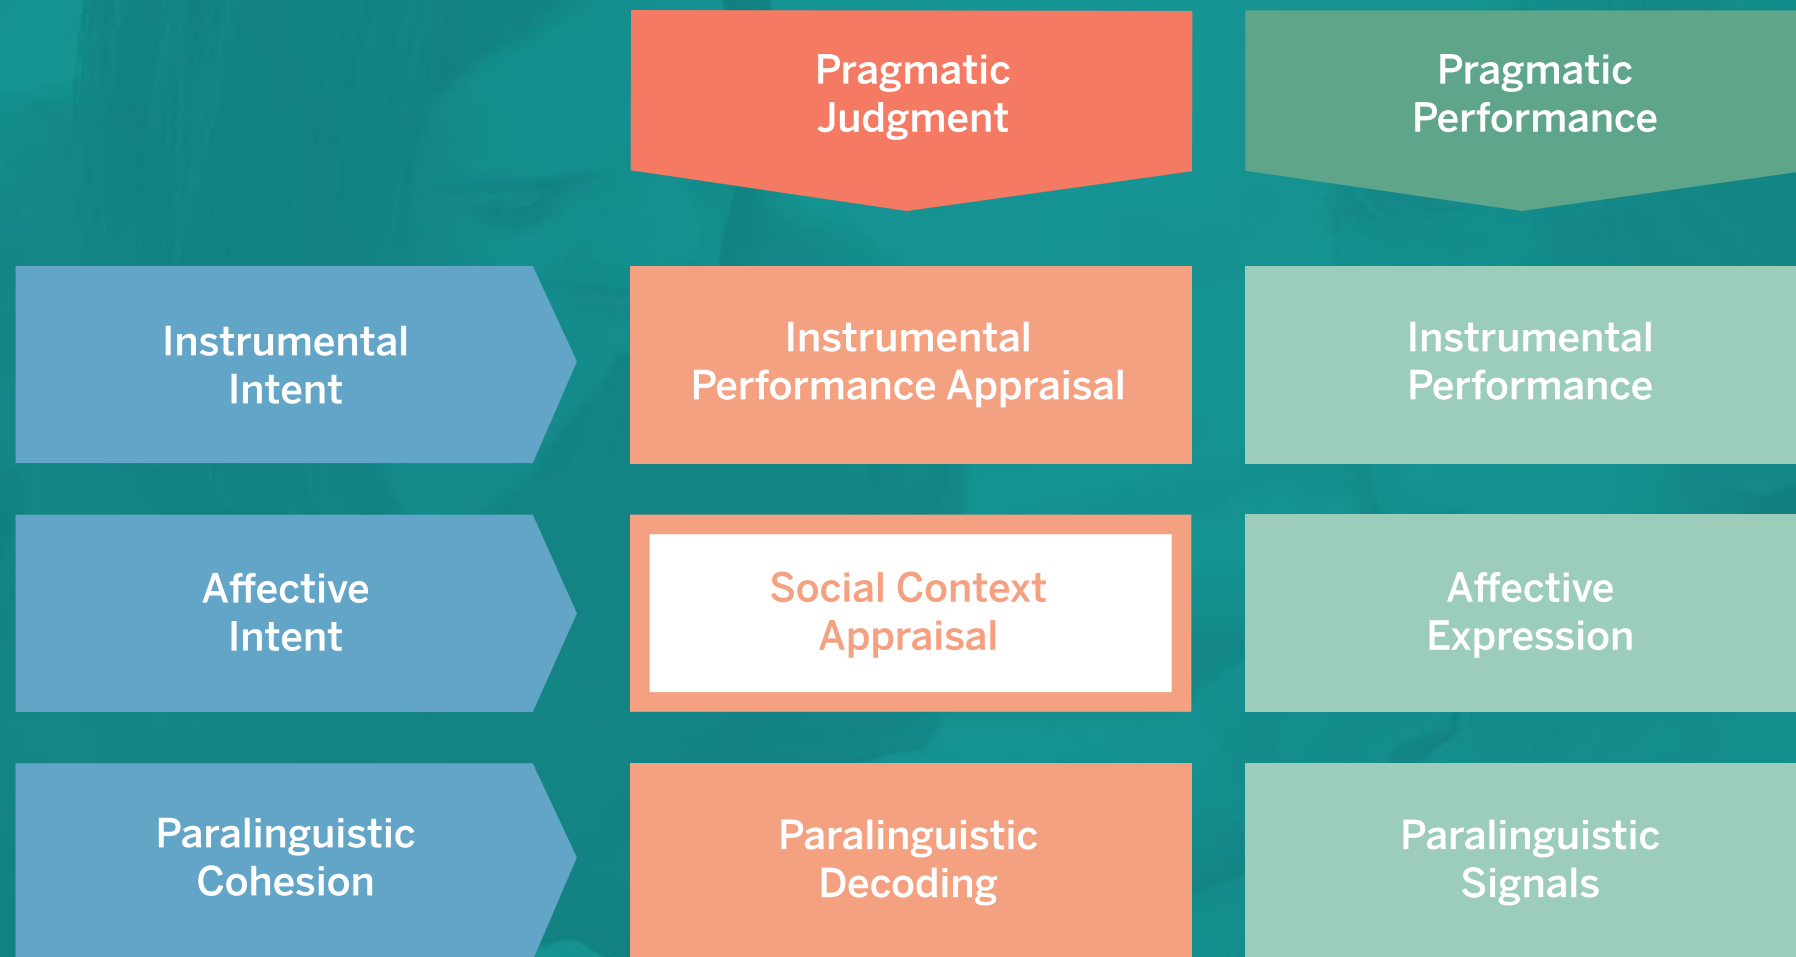 Pragmatic
Judgment
Pragmatic
Performance
Instrumental
Intent
Instrumental
Performance Appraisal
Instrumental
Performance
Affective
Intent
Social Context
Appraisal
Affective
Expression
Paralinguistic
Cohesion
Paralinguistic
Decoding
Paralinguistic
Signals